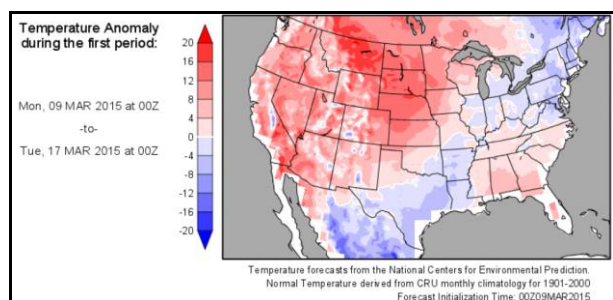 Temperature Anomaly
during the first period:
Mon, 09 MAR 2015 at 00Z
-to-
Tue, 17 MAR 2015 at 00Z
20
16
12
8
4
0
-4
-8
-12
-16
-20
Temperature forecasts from the National Centers for Environmental Prediction.
Normal Temperature derived from CRU monthly climatology for 1901-2000
Forecast Initialization Time: 00Z09MAR2015